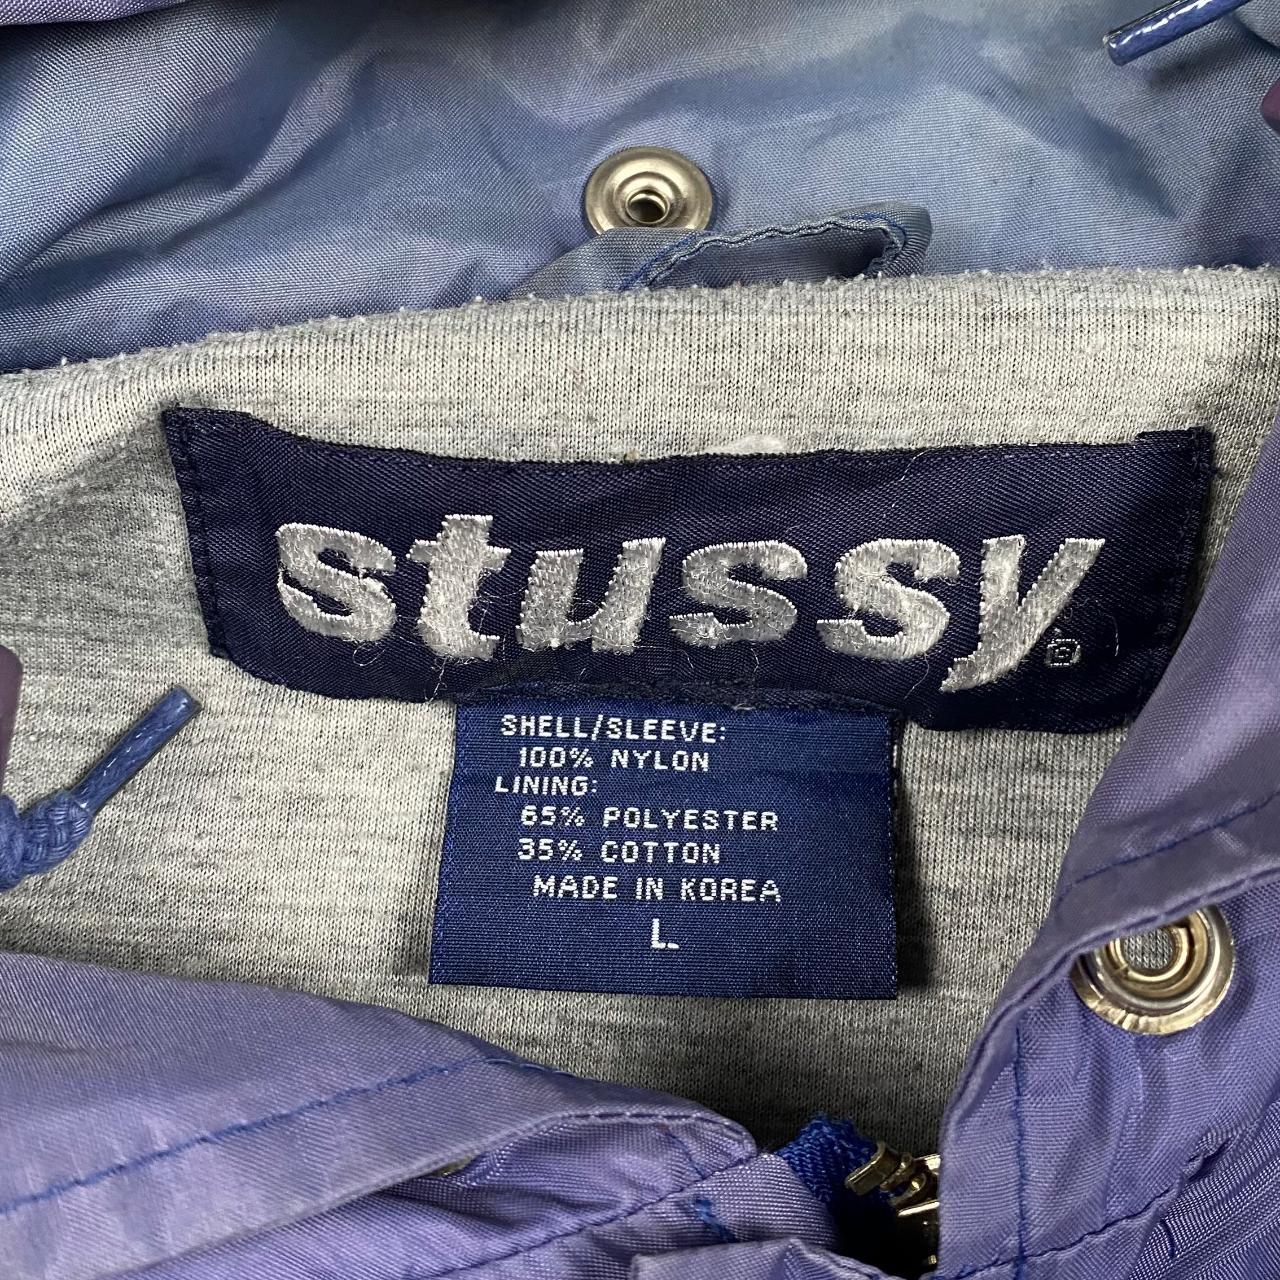 stussy®
SHELL/SLEEVE:
100% NYLON
LINING:
65% POLYESTER
35% COTTON
MADE IN KOREA
L